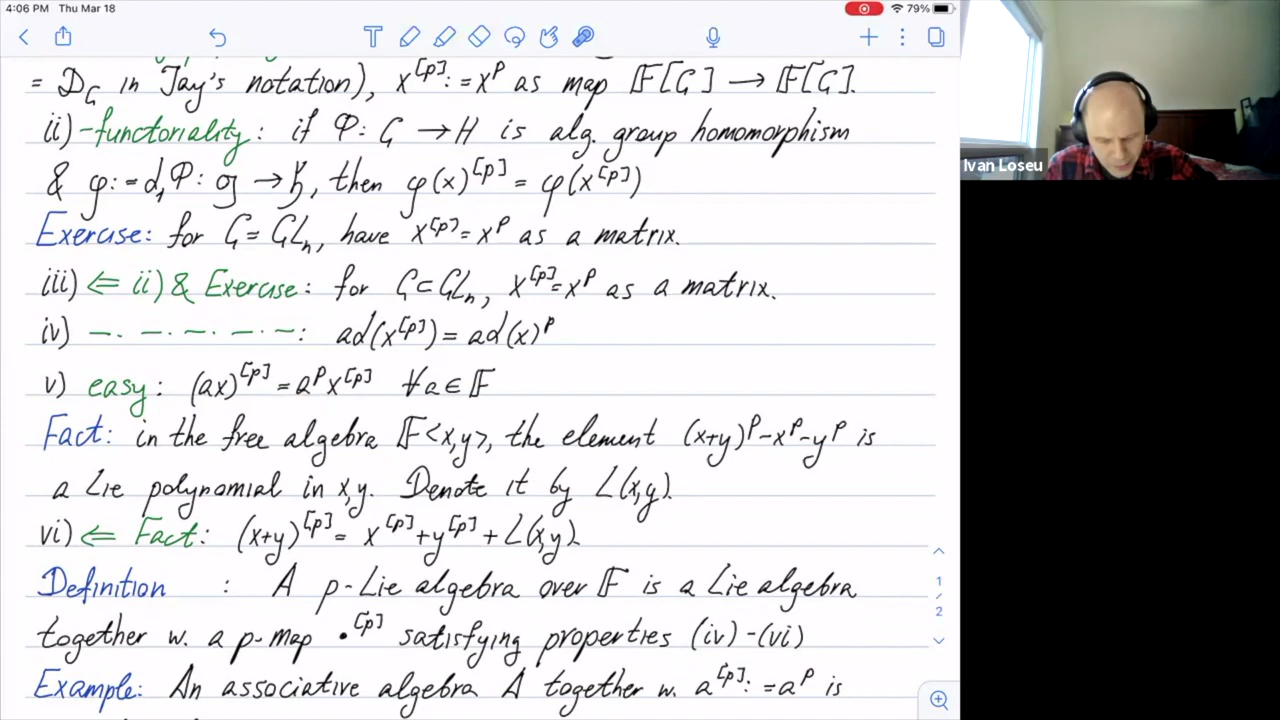 4:06 PM Thu Mar 18
79%
= D_G in Jay's notation), x^[p] := x^p as map 𝔽[G] → 𝔽[G].
ii) -functoriality: if Φ: G → H is alg. group homomorphism
& φ := d₁Φ: 𝔤 → 𝔥, then φ(x)^[p] = φ(x^[p])
Exercise: for G = GL_n, have x^[p] = x^p as a matrix.
iii) ⇐ ii) & Exercise: for G ⊂ GL_n, x^[p] = x^p as a matrix.
iv) —. —. —. —. —: ad(x^[p]) = ad(x)^p
v) easy: (ax)^[p] = a^p x^[p] ∀a ∈ 𝔽
Fact: in the free algebra 𝔽<x,y>, the element (x+y)^p - x^p - y^p is
a Lie polynomial in x,y. Denote it by L(x,y).
vi) ⇐ Fact: (x+y)^[p] = x^[p] + y^[p] + L(x,y).
Definition : A p-Lie algebra over 𝔽 is a Lie algebra
together w. a p-map •^[p] satisfying properties (iv)-(vi)
Example: An associative algebra A together w. a^[p] := a^p is
1
/
2
Ivan Loseu